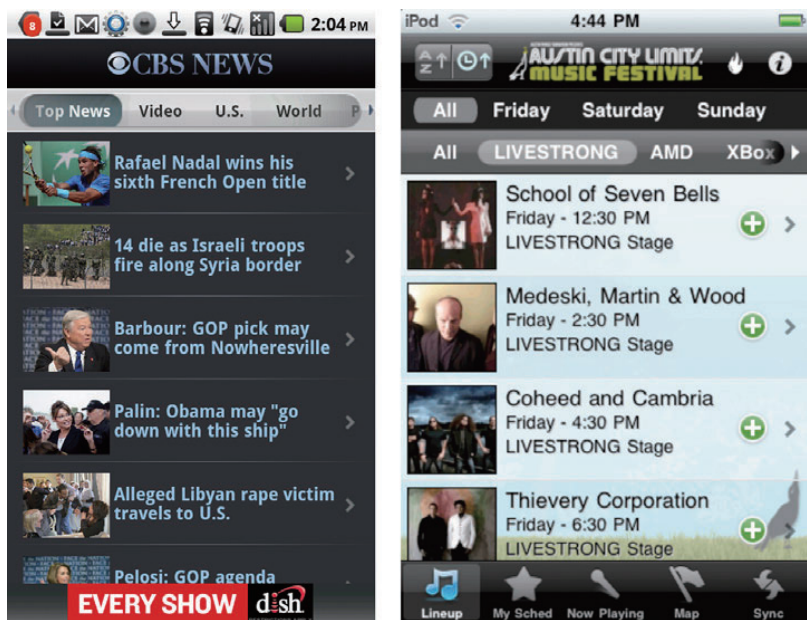 8
2:04 PM
CBS NEWS
Top News Video U.S. World P
Rafael Nadal wins his
sixth French Open title
14 die as Israeli troops
fire along Syria border
Barbour: GOP pick may
come from Nowheresville
Palin: Obama may "go
down with this ship"
Alleged Libyan rape victim
travels to U.S.
Pelosi: GOP agenda
EVERY SHOW dish
iPod 4:44 PM
A
Z
AUSTIN CITY LIMITS
MUSIC FESTIVAL
All Friday Saturday Sunday
All LIVESTRONG AMD XBox
School of Seven Bells
Friday - 12:30 PM
LIVESTRONG Stage
Medeski, Martin & Wood
Friday - 2:30 PM
LIVESTRONG Stage
Coheed and Cambria
Friday - 4:30 PM
LIVESTRONG Stage
Thievery Corporation
Friday - 6:30 PM
LIVESTRONG Stage
Lineup My Sched Now Playing Map Sync